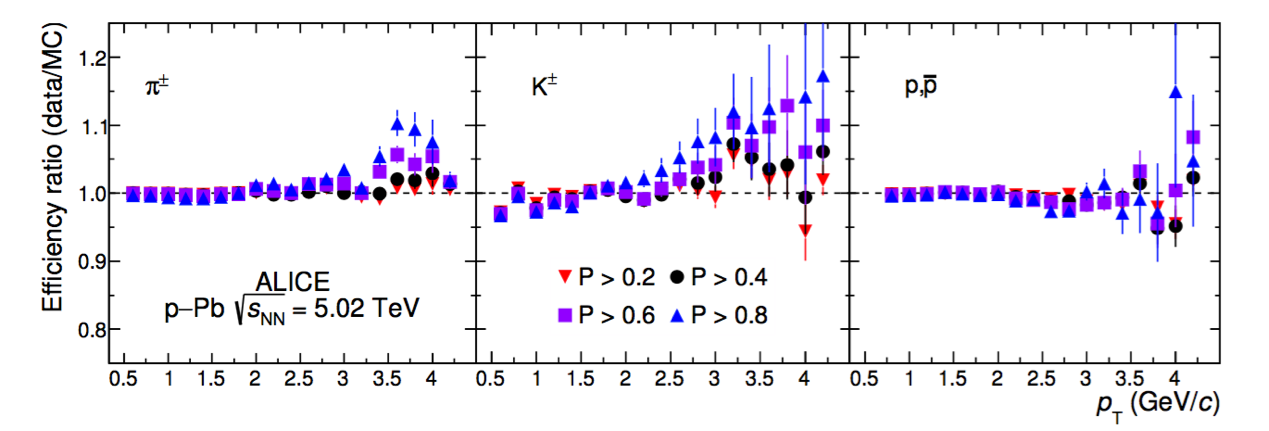 Efficiency ratio (data/MC)
1.2
1.1
1.0
0.9
0.8
π±
K±
p,p̅
ALICE
p–Pb √sNN = 5.02 TeV
P > 0.2 P > 0.4
P > 0.6 P > 0.8
0.5 1 1.5 2 2.5 3 3.5 4 0.5 1 1.5 2 2.5 3 3.5 4 0.5 1 1.5 2 2.5 3 3.5 4
pT (GeV/c)